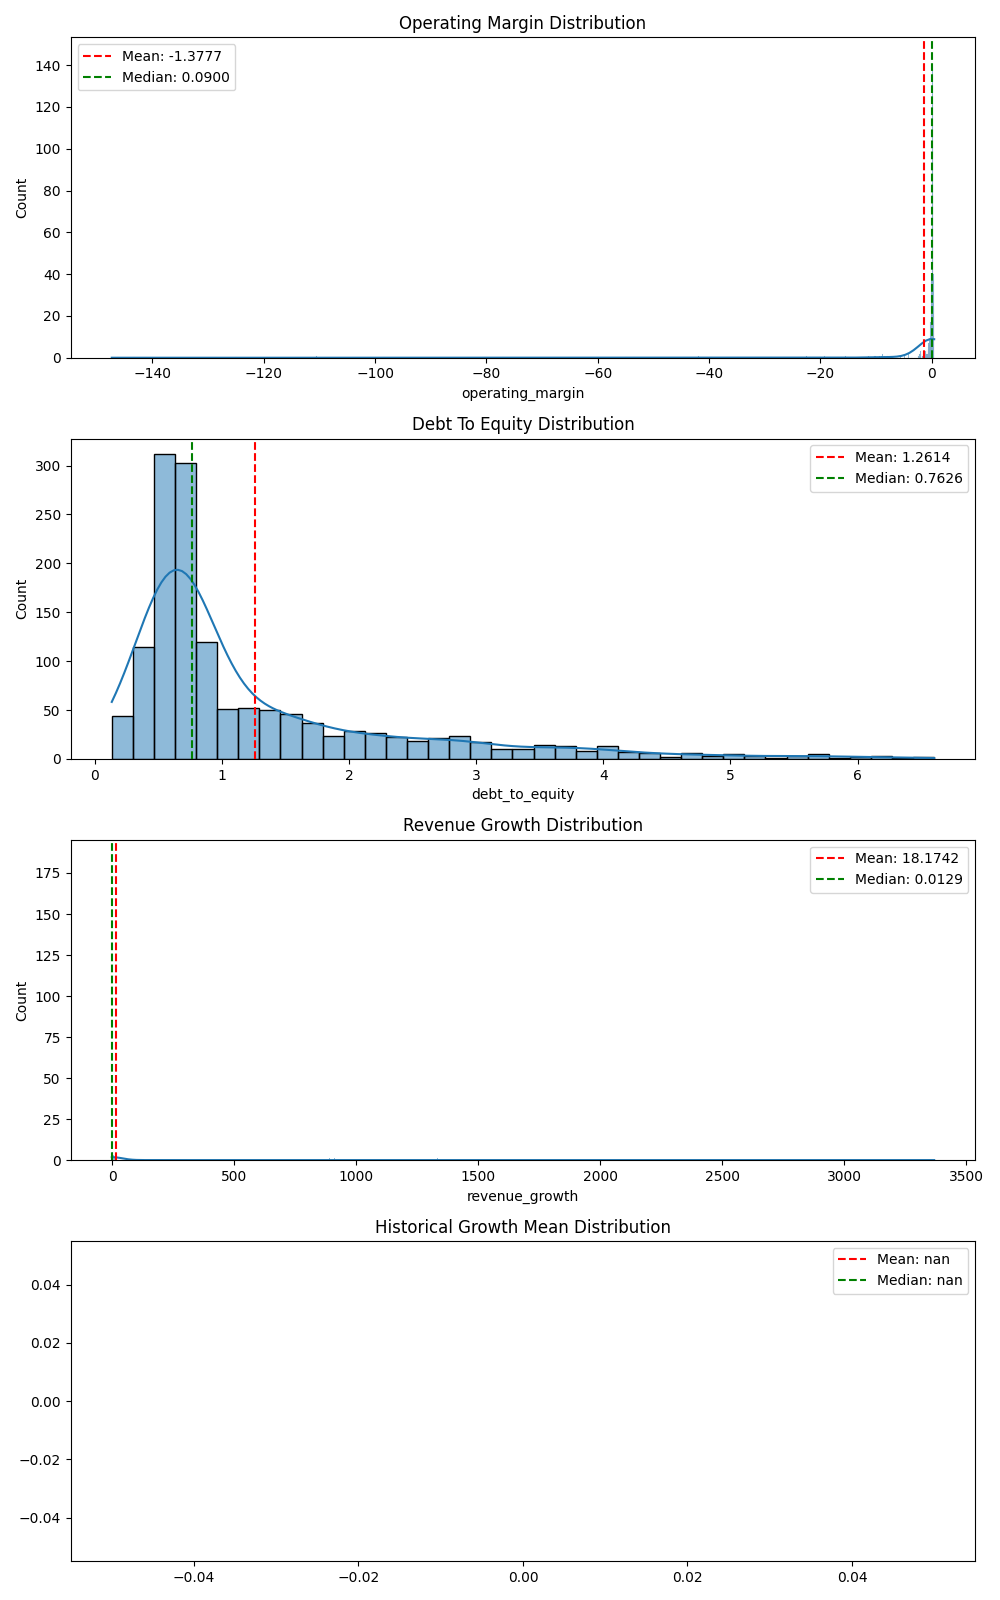 Operating Margin Distribution
Mean: -1.3777
Median: 0.0900
140
120
100
80
60
40
20
0
Count
−140 −120 −100 −80 −60 −40 −20 0
operating_margin
Debt To Equity Distribution
Mean: 1.2614
Median: 0.7626
300
250
200
150
100
50
0
Count
0 1 2 3 4 5 6
debt_to_equity
Revenue Growth Distribution
Mean: 18.1742
Median: 0.0129
175
150
125
100
75
50
25
0
Count
0 500 1000 1500 2000 2500 3000 3500
revenue_growth
Historical Growth Mean Distribution
Mean: nan
Median: nan
0.04
0.02
0.00
−0.02
−0.04
−0.04 −0.02 0.00 0.02 0.04